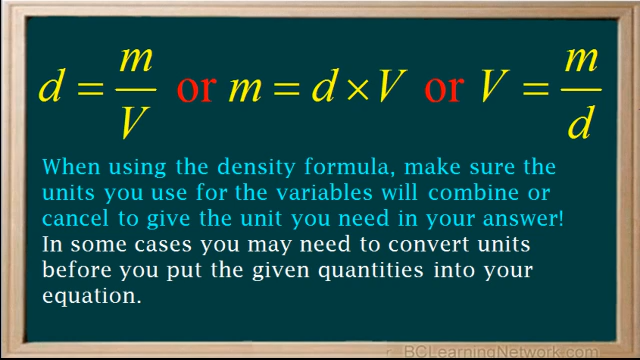 d = m/V or m = d × V or V = m/d
When using the density formula, make sure the
units you use for the variables will combine or
cancel to give the unit you need in your answer!
In some cases you may need to convert units
before you put the given quantities into your
equation.
BCLearningNetwork.com